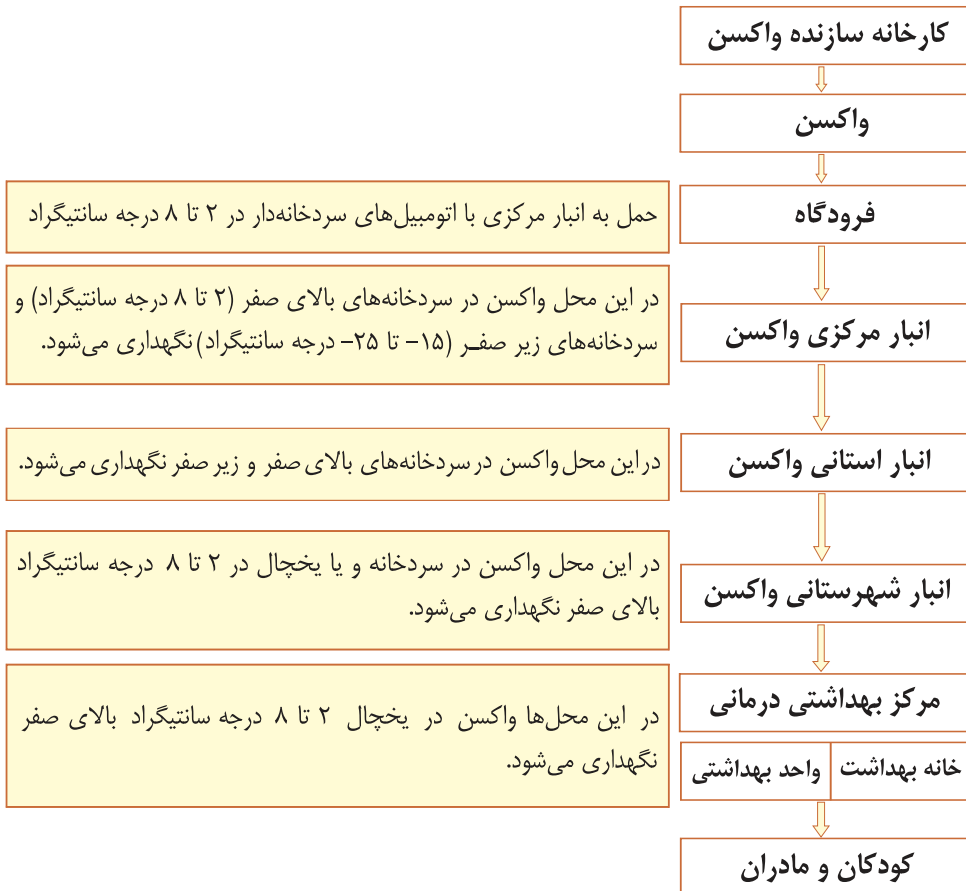 کارخانه سازنده واکسن
واکسن
فرودگاه
حمل به انبار مرکزی با اتومبیل‌های سردخانه‌دار در ۲ تا ۸ درجه سانتیگراد
انبار مرکزی واکسن
در این محل واکسن در سردخانه‌های بالای صفر (۲ تا ۸ درجه سانتیگراد) و
سردخانه‌های زیر صفـر (۱۵– تا ۲۵– درجه سانتیگراد) نگهداری می‌شود.
انبار استانی واکسن
در این محل واکسن در سردخانه‌های بالای صفر و زیر صفر نگهداری می‌شود.
انبار شهرستانی واکسن
در این محل واکسن در سردخانه و یا یخچال در ۲ تا ۸ درجه سانتیگراد
بالای صفر نگهداری می‌شود.
مرکز بهداشتی درمانی
خانه بهداشت
واحد بهداشتی
در این محل‌ها واکسن در یخچال ۲ تا ۸ درجه سانتیگراد بالای صفر
نگهداری می‌شود.
کودکان و مادران